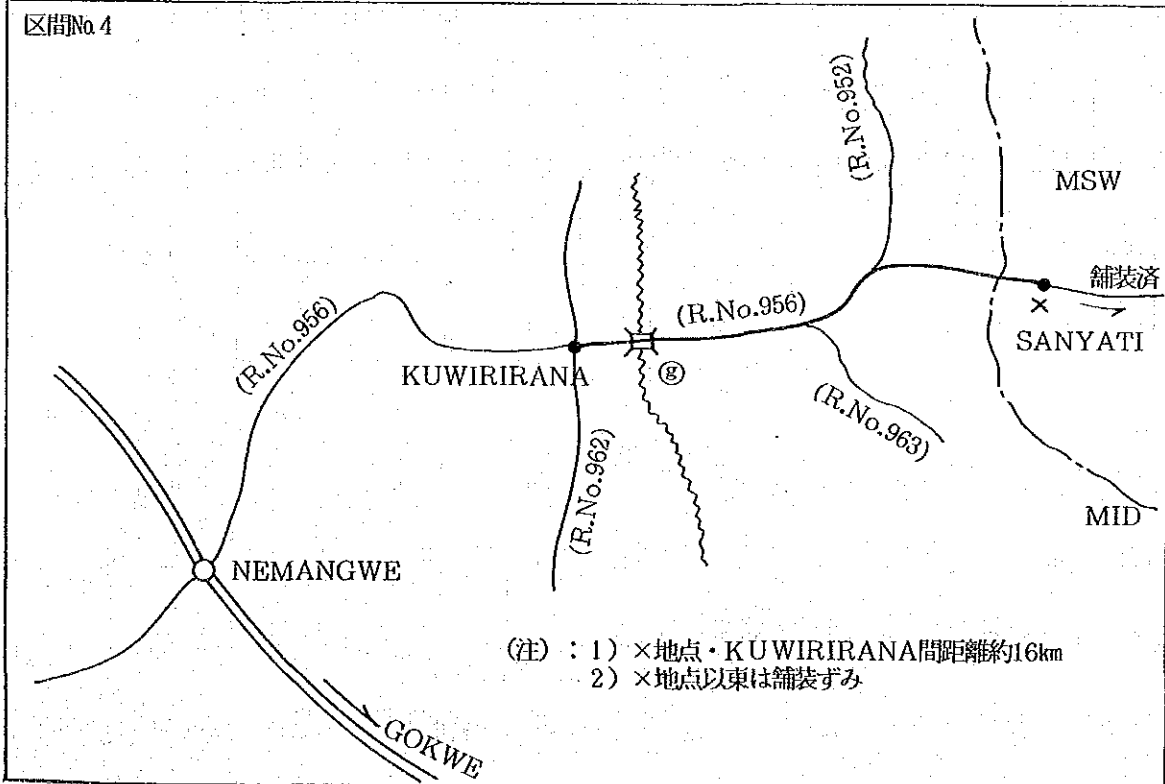 区間No.4
(R.No.952)
MSW
舗装済
×
SANYATI
(R.No.956)
(R.No.956)
KUWIRIRANA
ⓖ
(R.No.963)
(R.No.962)
MID
NEMANGWE
GOKWE
(注)：1) ×地点・KUWIRIRANA間距離約16km
2) ×地点以東は舗装ずみ